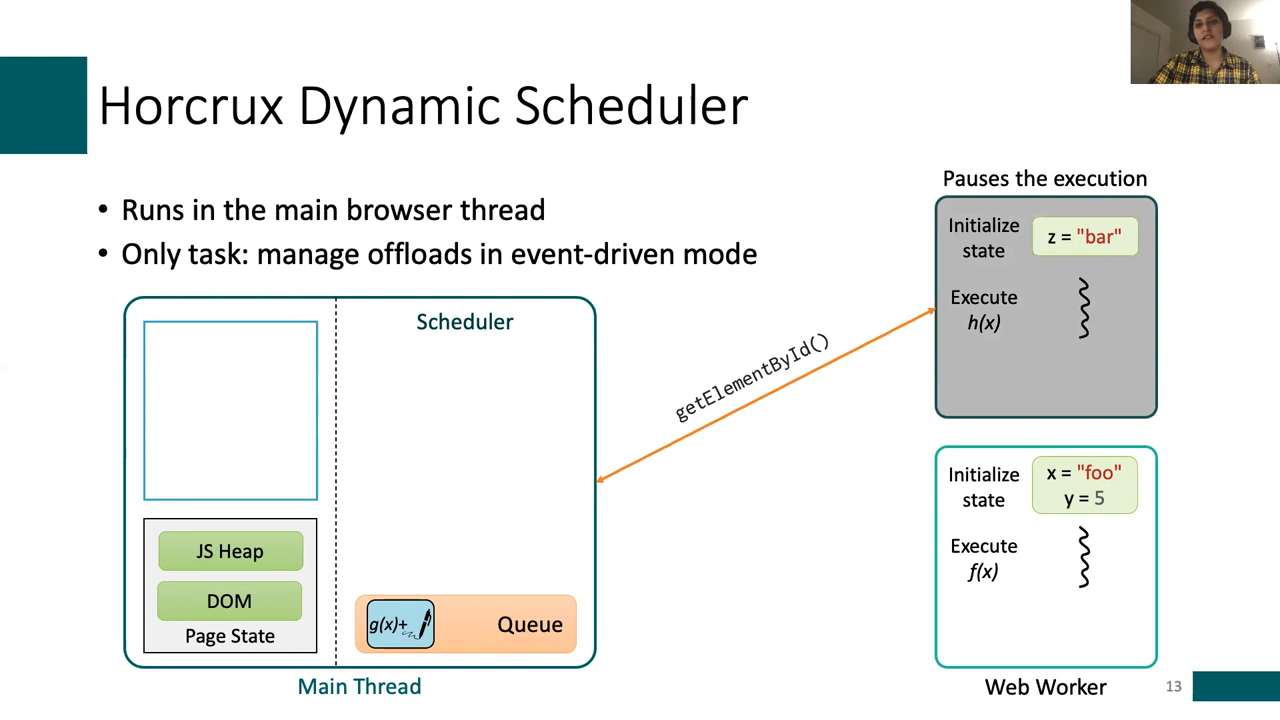 Horcrux Dynamic Scheduler
• Runs in the main browser thread
• Only task: manage offloads in event-driven mode
Scheduler
JS Heap
DOM
Page State
g(x)+
Queue
Main Thread
getElementById()
Pauses the execution
Initialize
state
z = "bar"
Execute
h(x)
Initialize
state
x = "foo"
y = 5
Execute
f(x)
Web Worker
13